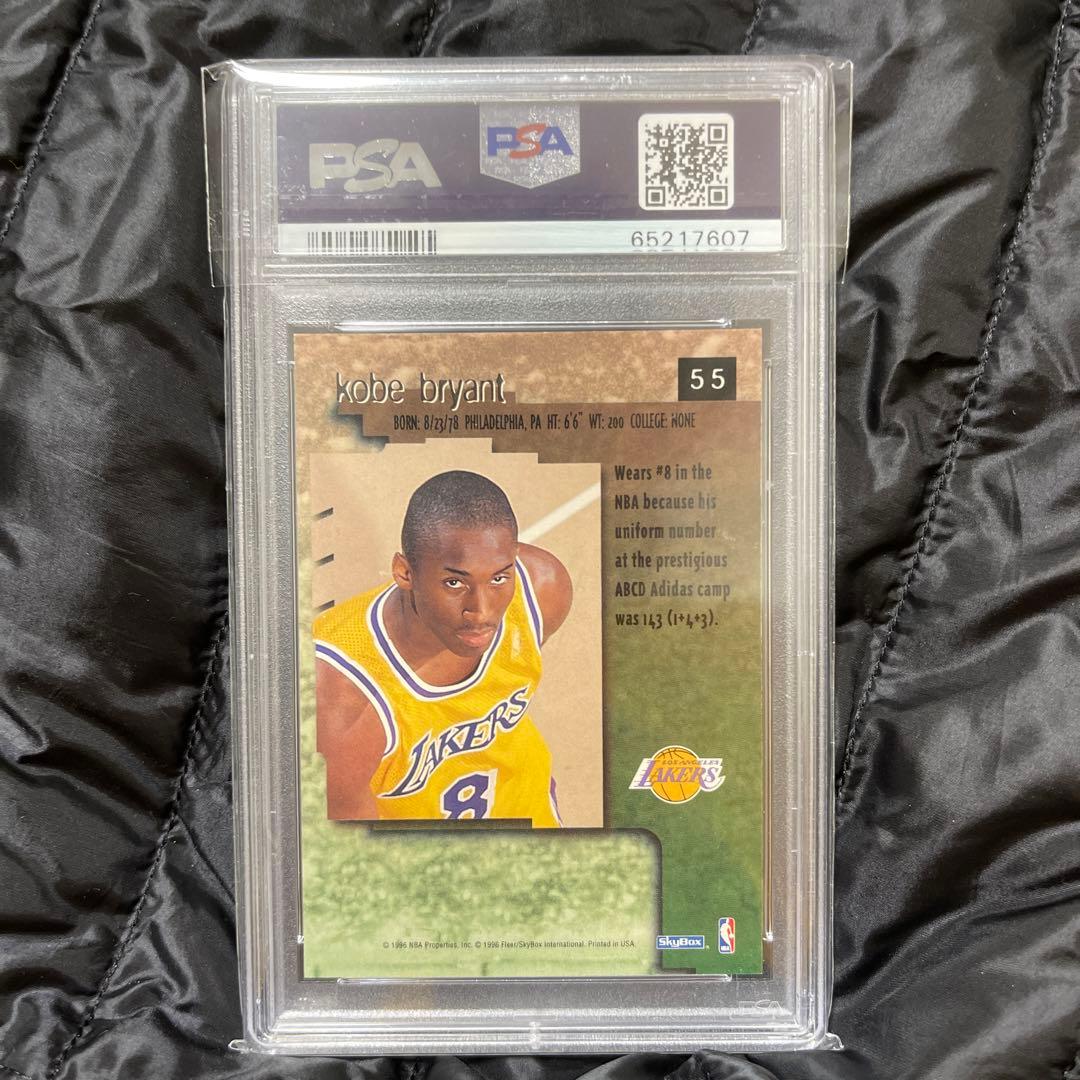 PSA
PSA
65217607
kobe bryant
55
BORN: 8/23/78 PHILADELPHIA, PA HT: 6'6" WT: 200 COLLEGE: NONE
Wears #8 in the
NBA because his
uniform number
at the prestigious
ABCD Adidas camp
was 143 (1+4+3).
LAKERS
8
LOS ANGELES
LAKERS
© 1996 NBA Properties, Inc. © 1996 Fleer/SkyBox International. Printed in USA.
SkyBox
NBA
PSA